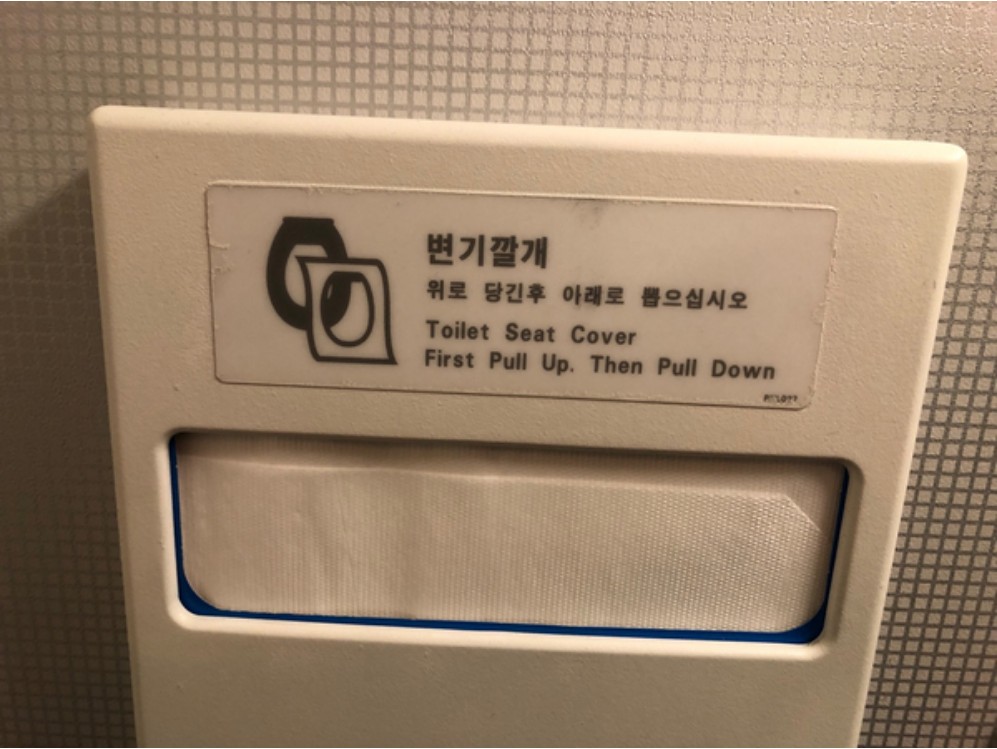 변기깔개
위로 당긴후 아래로 뽑으십시오
Toilet Seat Cover
First Pull Up. Then Pull Down